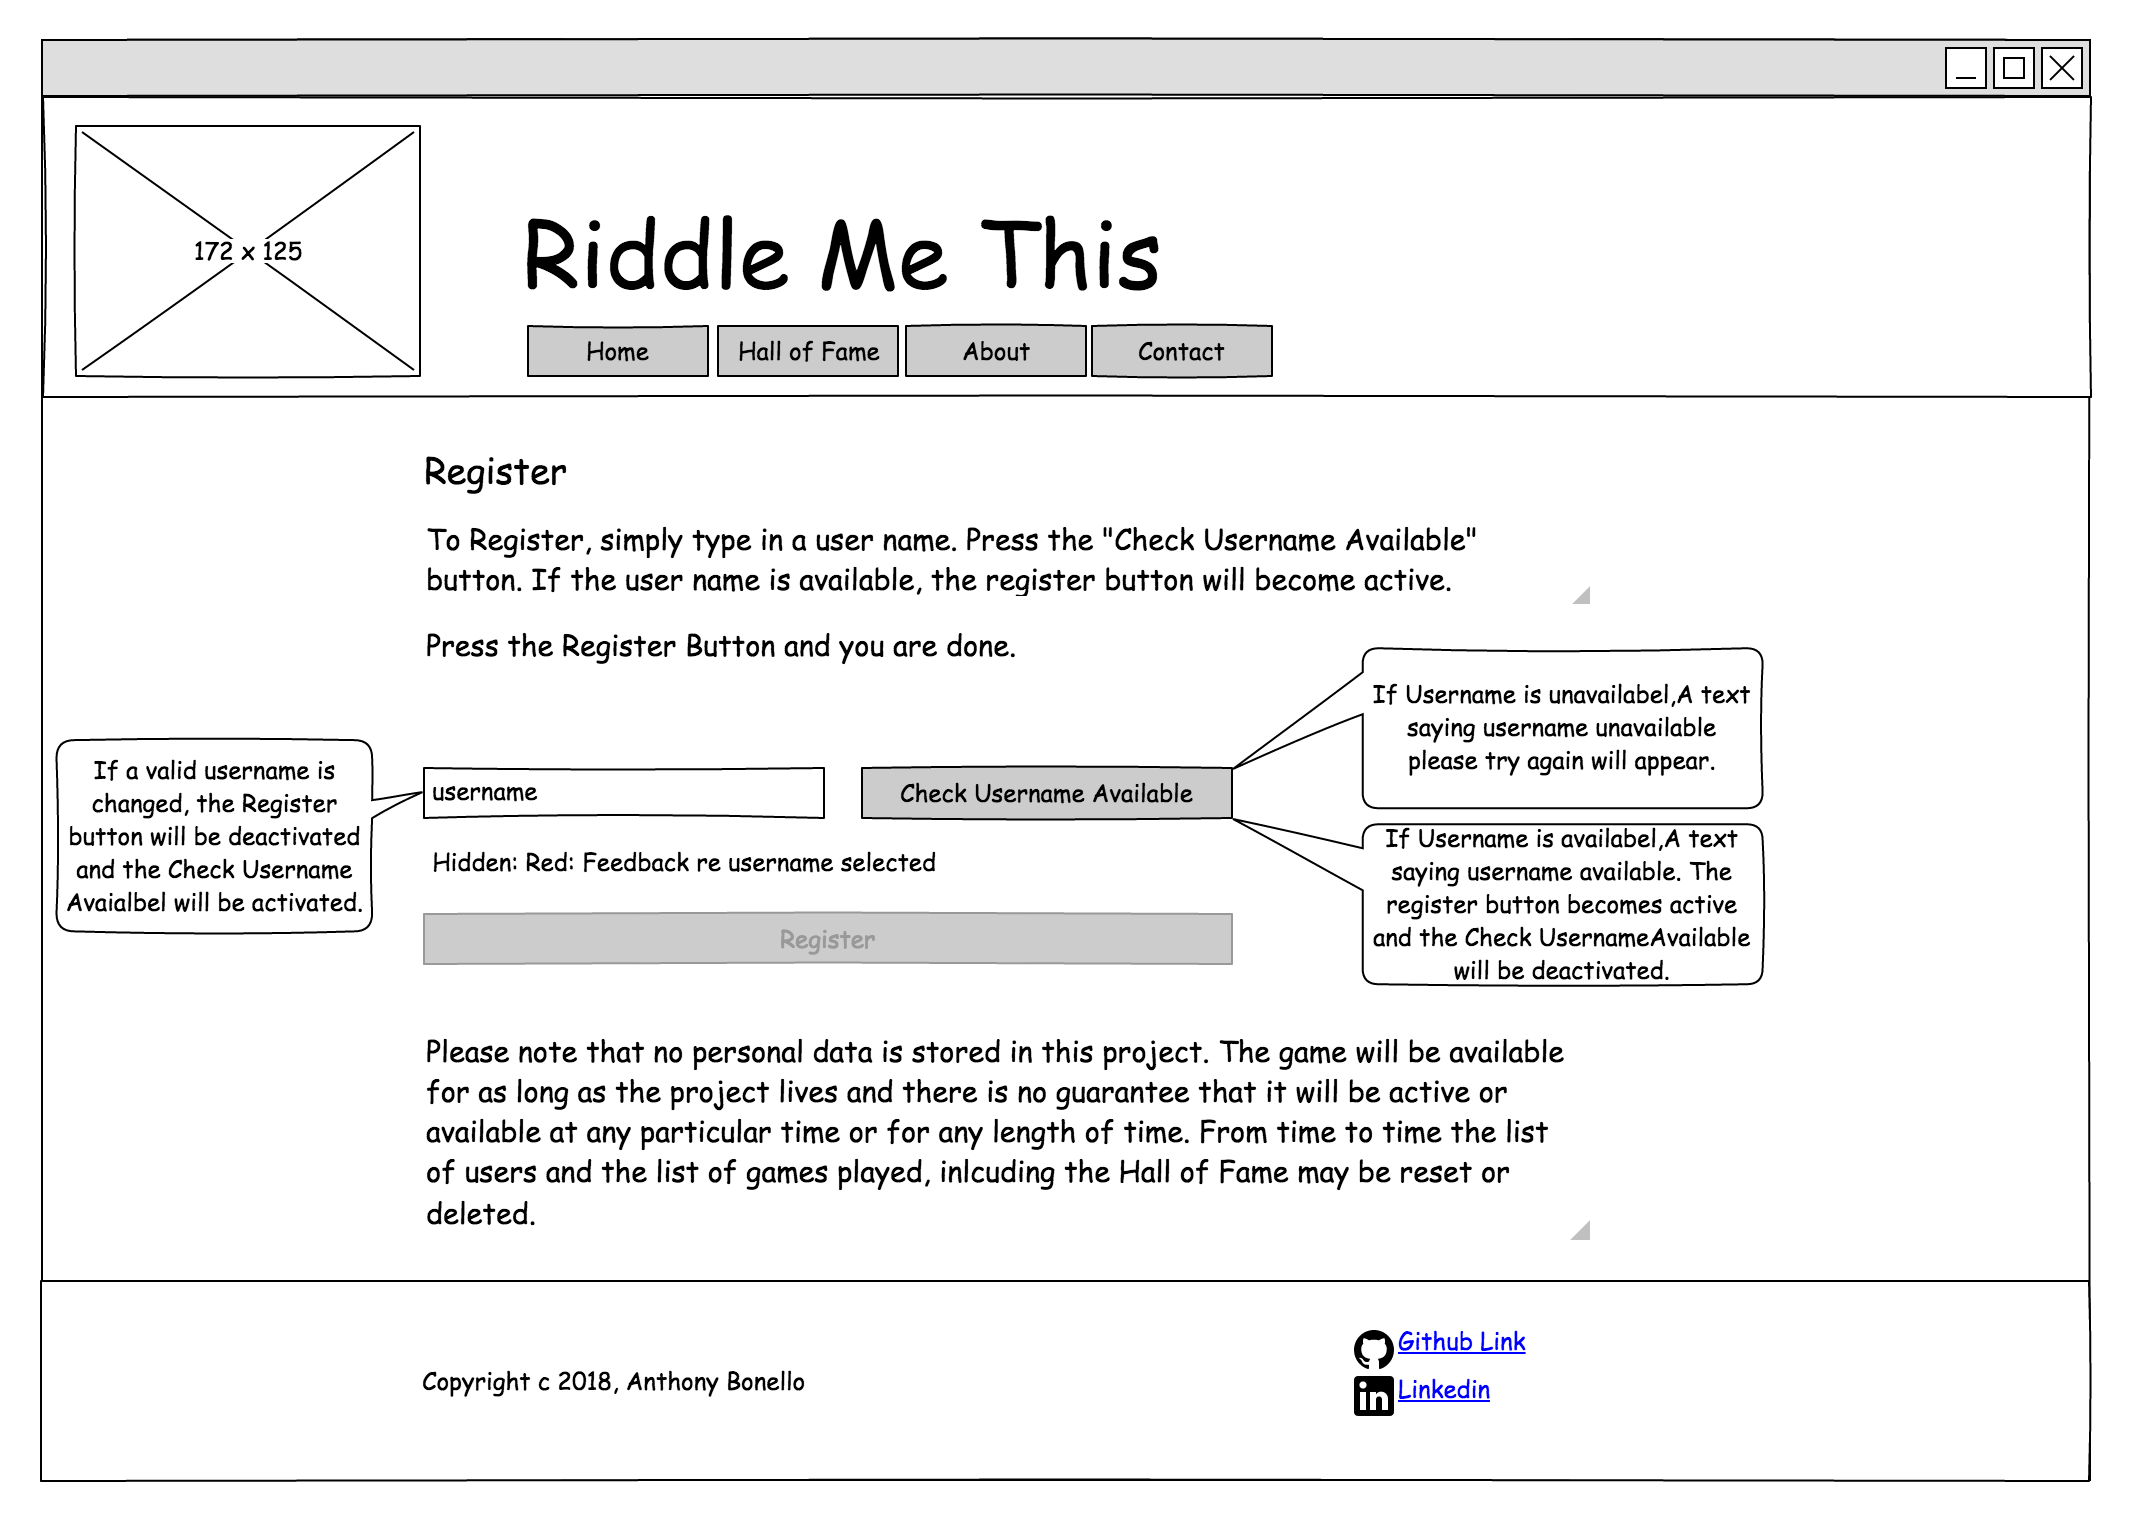 172 x 125
Riddle Me This
Home
Hall of Fame
About
Contact
Register
To Register, simply type in a user name. Press the "Check Username Available"
button. If the user name is available, the register button will become active.
Press the Register Button and you are done.
If Username is unavailabel,A text
saying username unavailable
please try again will appear.
If a valid username is
changed, the Register
button will be deactivated
and the Check Username
Avaialbel will be activated.
username
Check Username Available
If Username is availabel,A text
saying username available. The
register button becomes active
and the Check UsernameAvailable
will be deactivated.
Hidden: Red: Feedback re username selected
Register
Please note that no personal data is stored in this project. The game will be available
for as long as the project lives and there is no guarantee that it will be active or
available at any particular time or for any length of time. From time to time the list
of users and the list of games played, inlcuding the Hall of Fame may be reset or
deleted.
Copyright c 2018, Anthony Bonello
Github Link
in
Linkedin